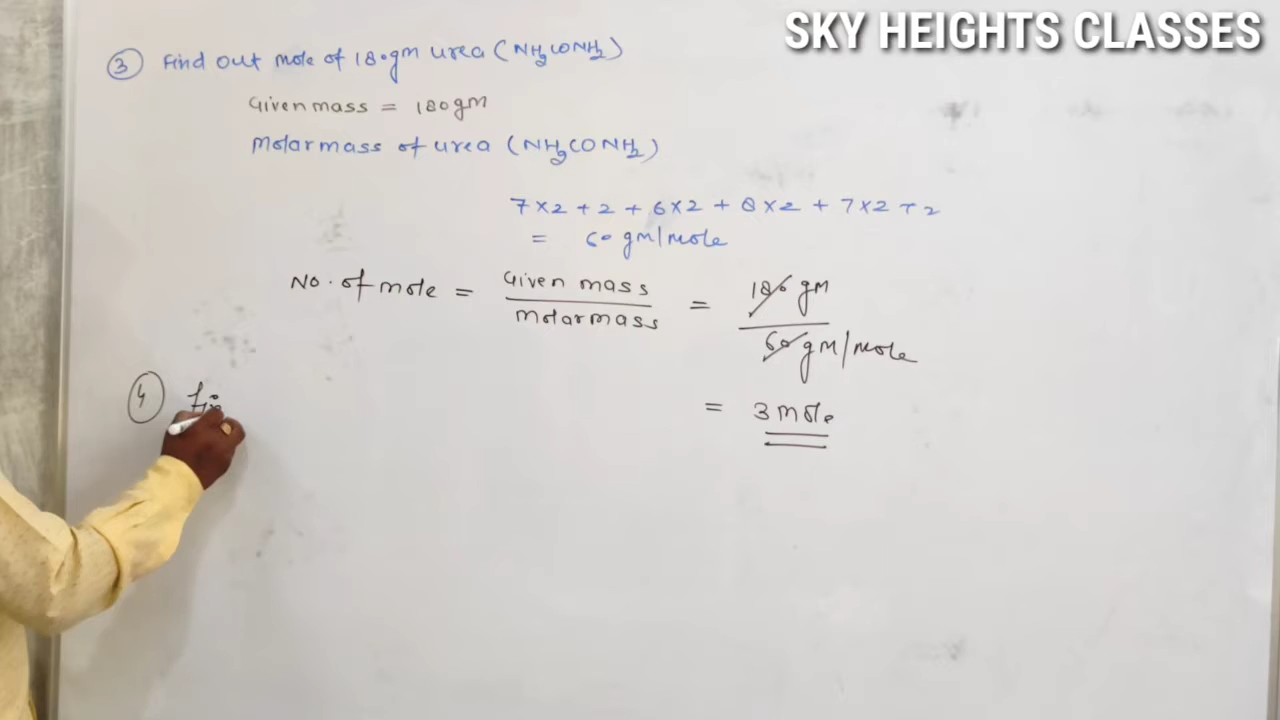 SKY HEIGHTS CLASSES
③ Find out mole of 180gm urea (NH₂CONH₂)
Given mass = 180gm
Molar mass of urea (NH₂CONH₂)
7×2 + 2 + 6×2 + 8×2 + 7×2 + 2
= 60 gm/mole
No. of mole = Given mass / Molar mass = 180 gm / 60 gm/mole
④ = 3 mole